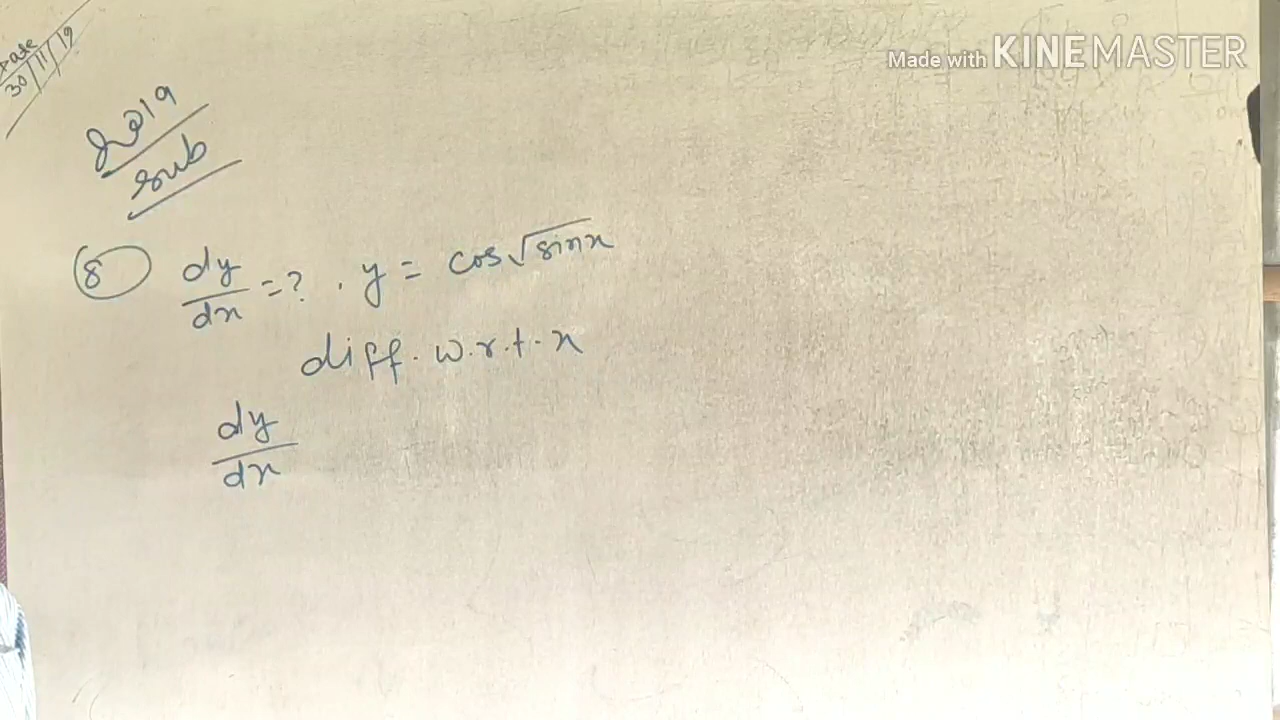 Date
30/11/19
Made with KINEMASTER
2019
sub
(8) dy/dx = ? . y = cos√sinx
diff. w.r.t. x
dy/dx